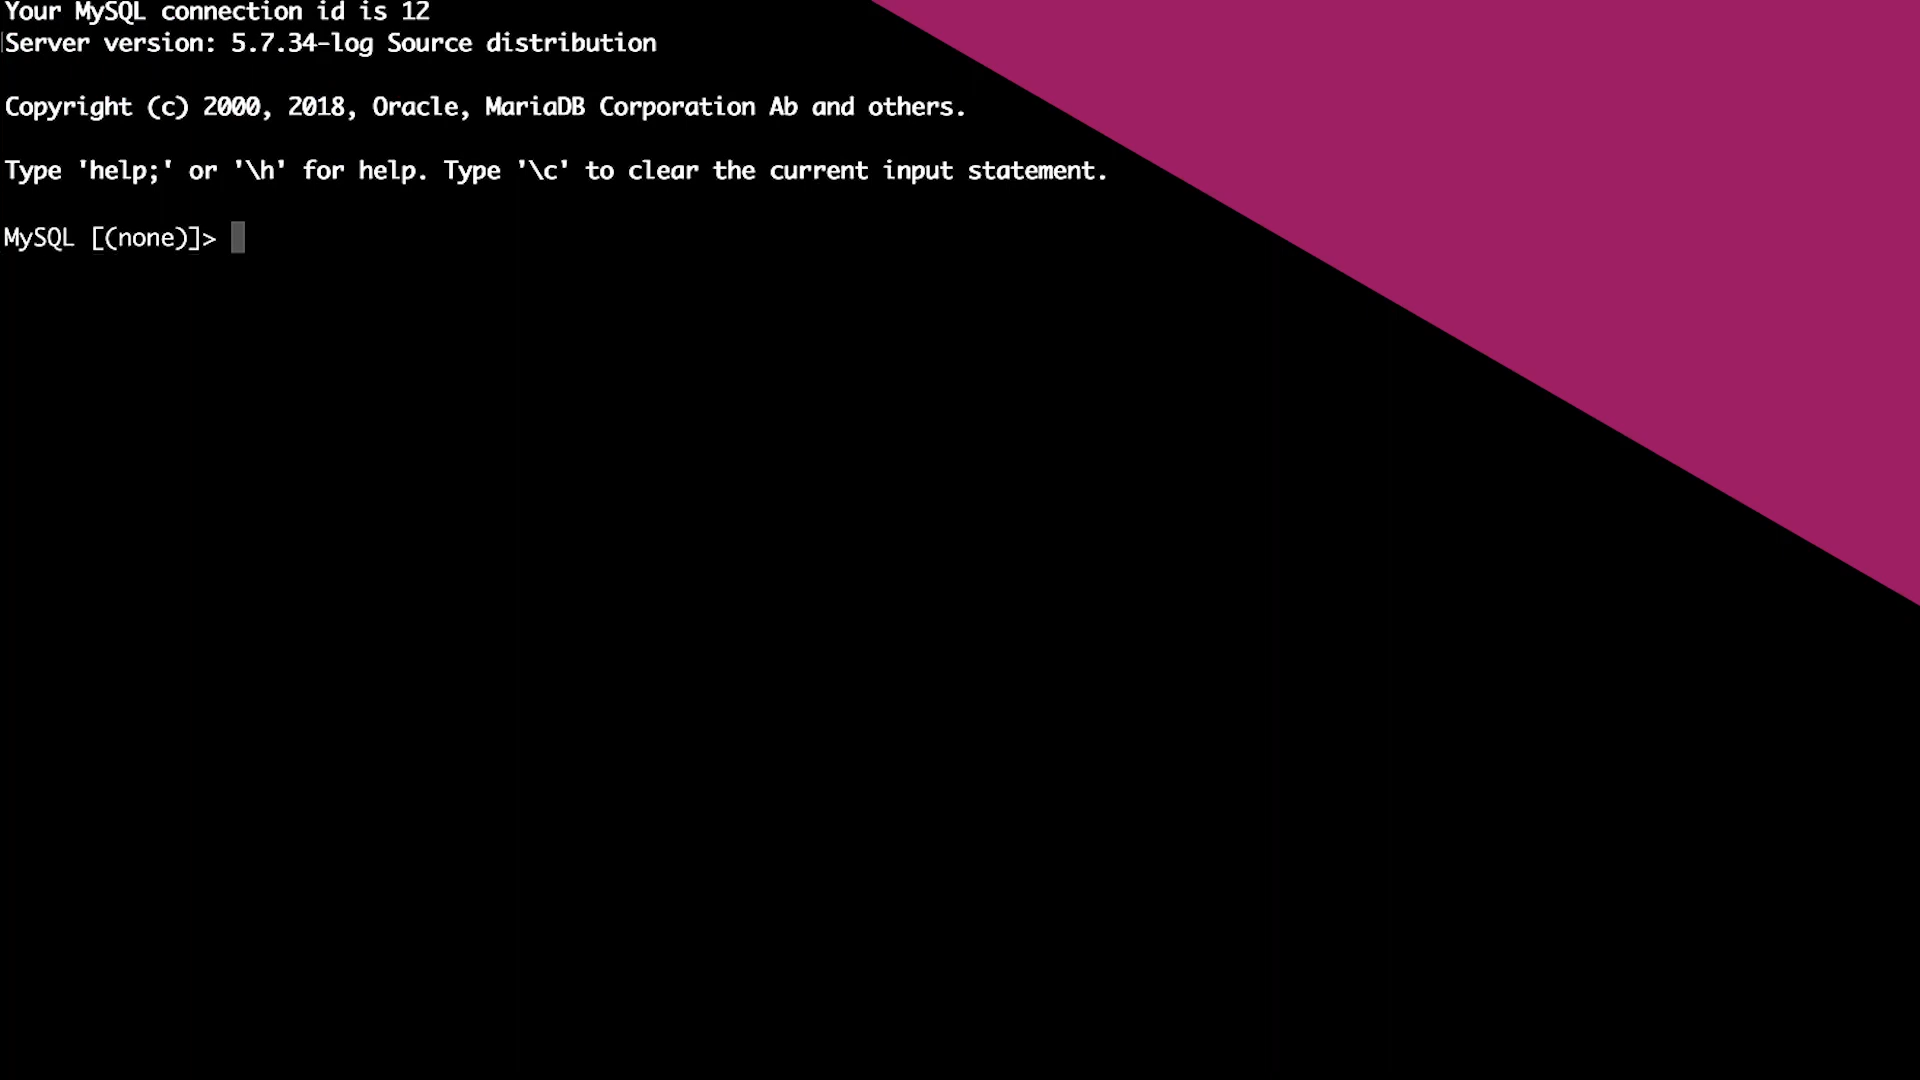 Your MySQL connection id is 12
Server version: 5.7.34-log Source distribution
Copyright (c) 2000, 2018, Oracle, MariaDB Corporation Ab and others.
Type 'help;' or '\h' for help. Type '\c' to clear the current input statement.
MySQL [(none)]>